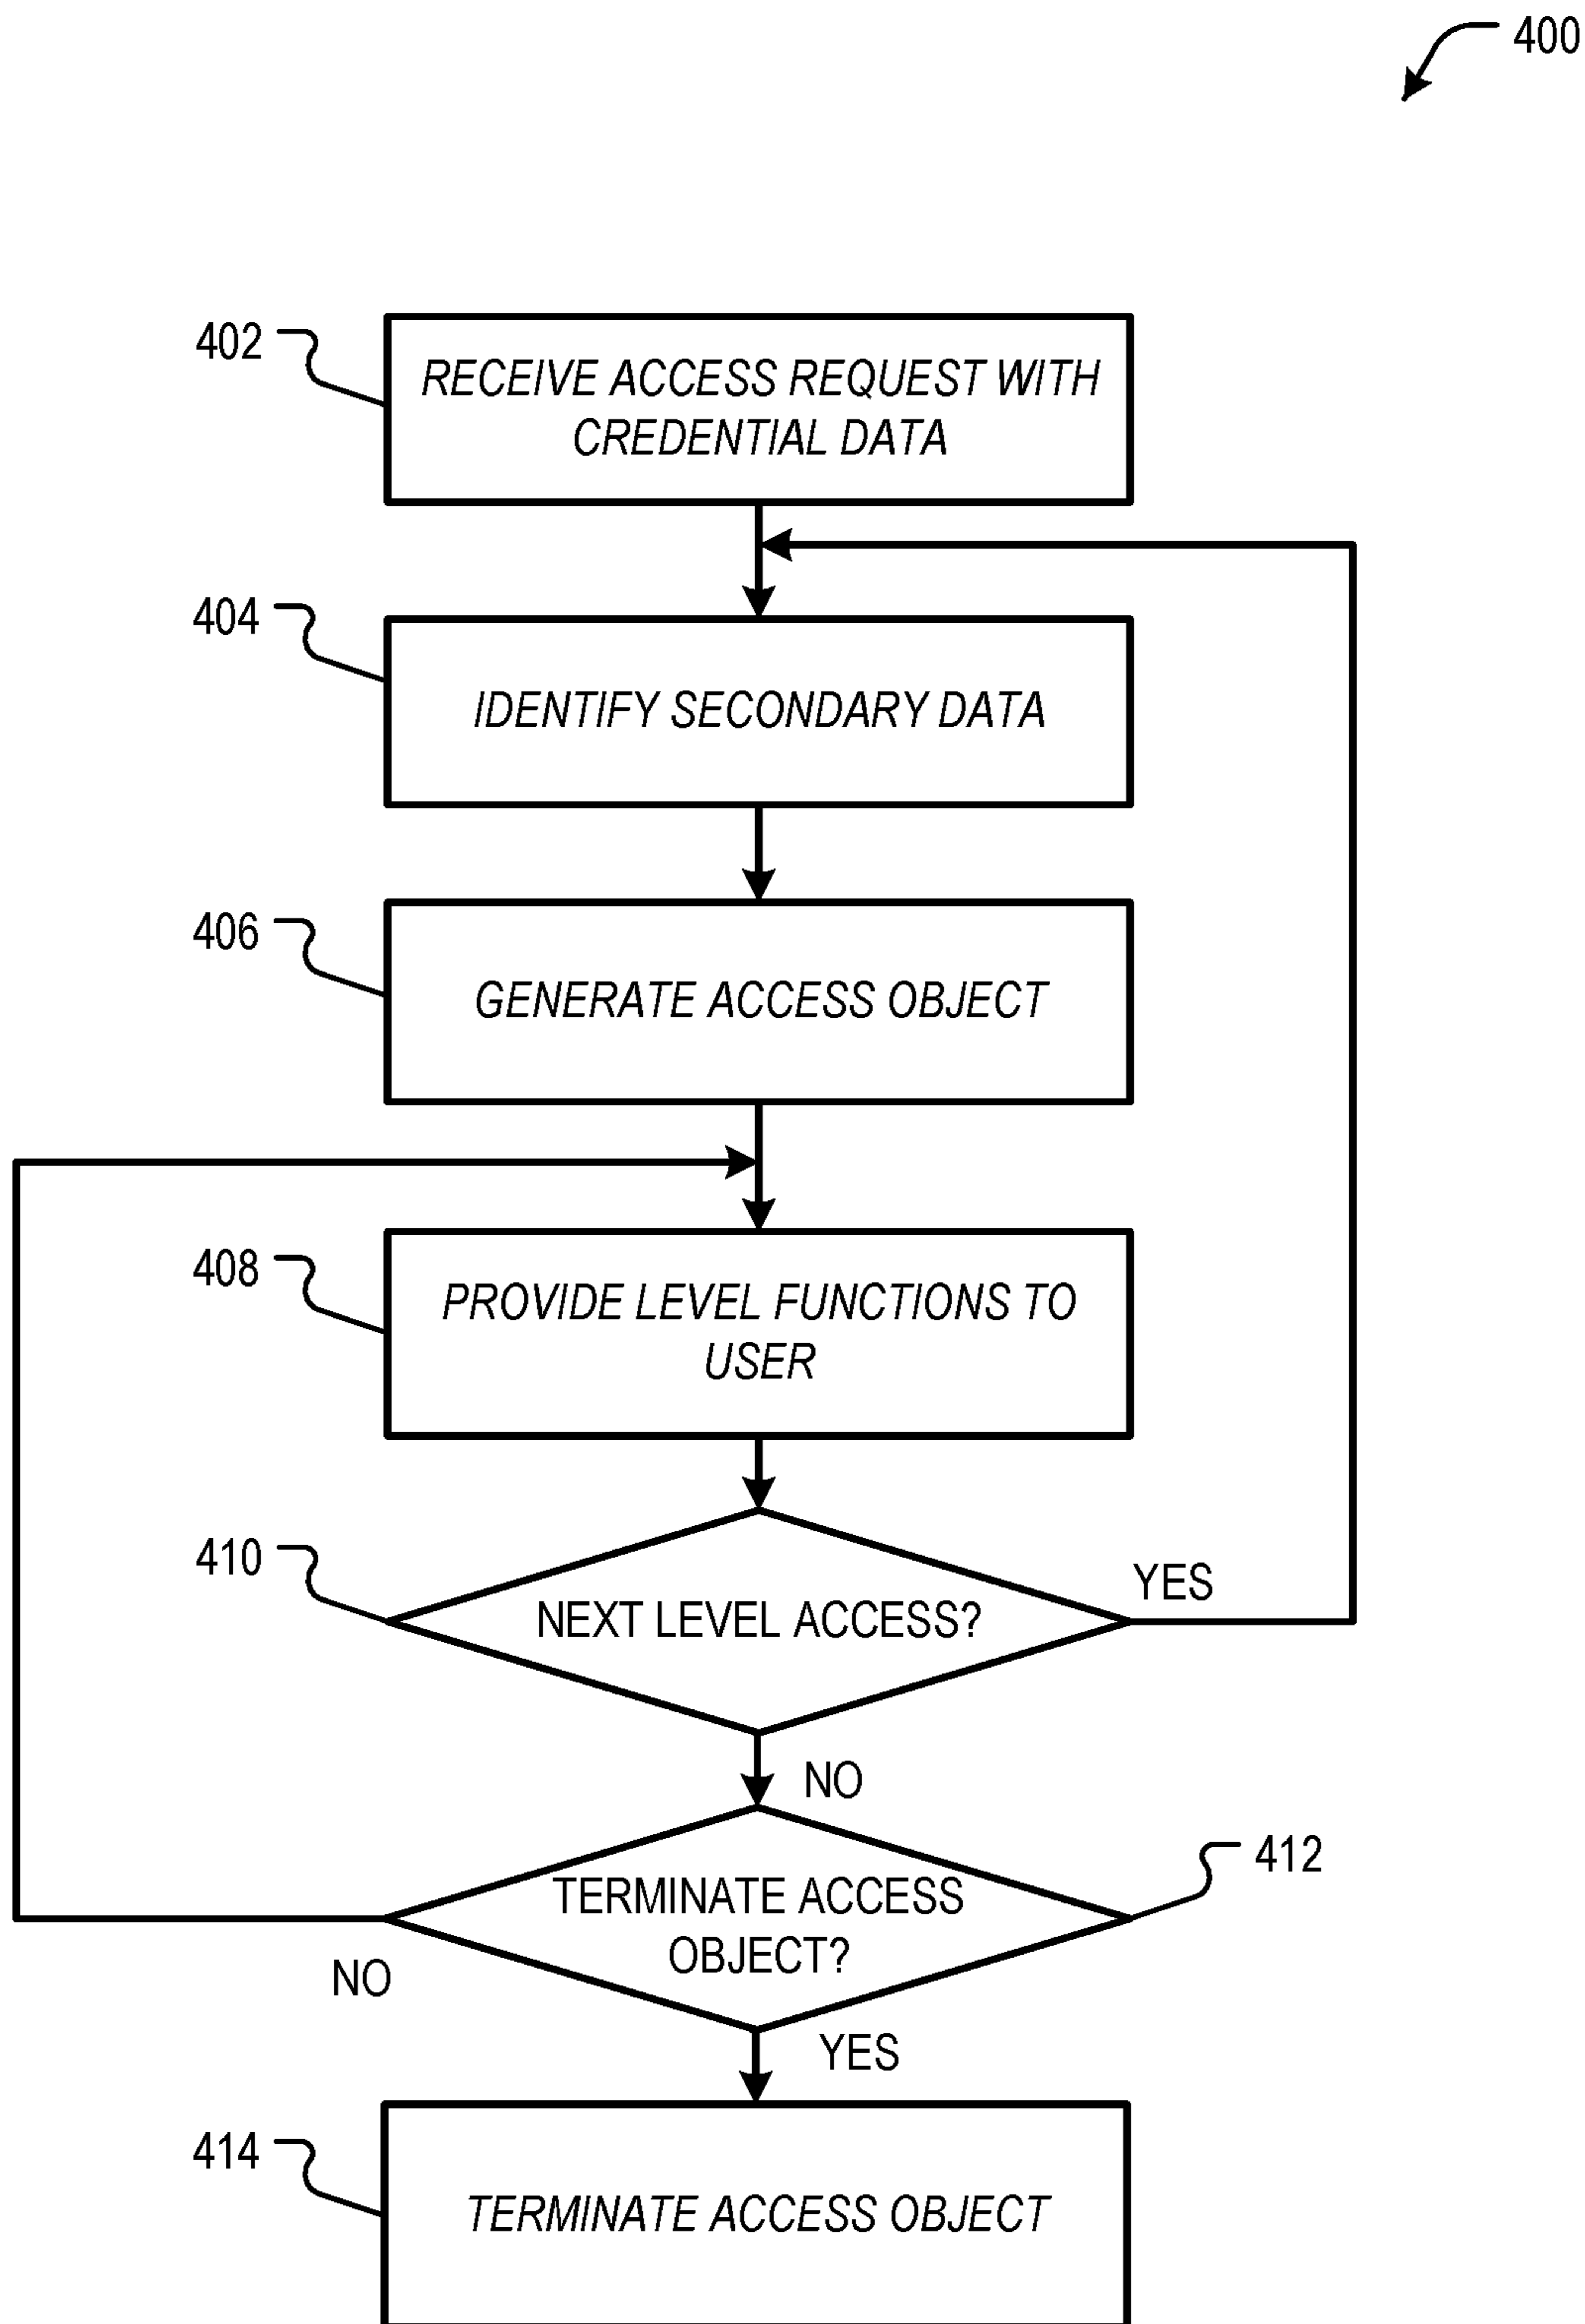 400
402
RECEIVE ACCESS REQUEST WITH
CREDENTIAL DATA
404
IDENTIFY SECONDARY DATA
406
GENERATE ACCESS OBJECT
408
PROVIDE LEVEL FUNCTIONS TO
USER
410
NEXT LEVEL ACCESS?
YES
NO
412
TERMINATE ACCESS
OBJECT?
NO
YES
414
TERMINATE ACCESS OBJECT